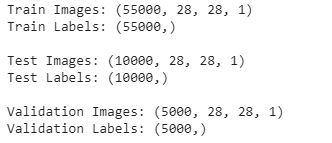 Train Images: (55000, 28, 28, 1)
Train Labels: (55000,)
Test Images: (10000, 28, 28, 1)
Test Labels: (10000,)
Validation Images: (5000, 28, 28, 1)
Validation Labels: (5000,)